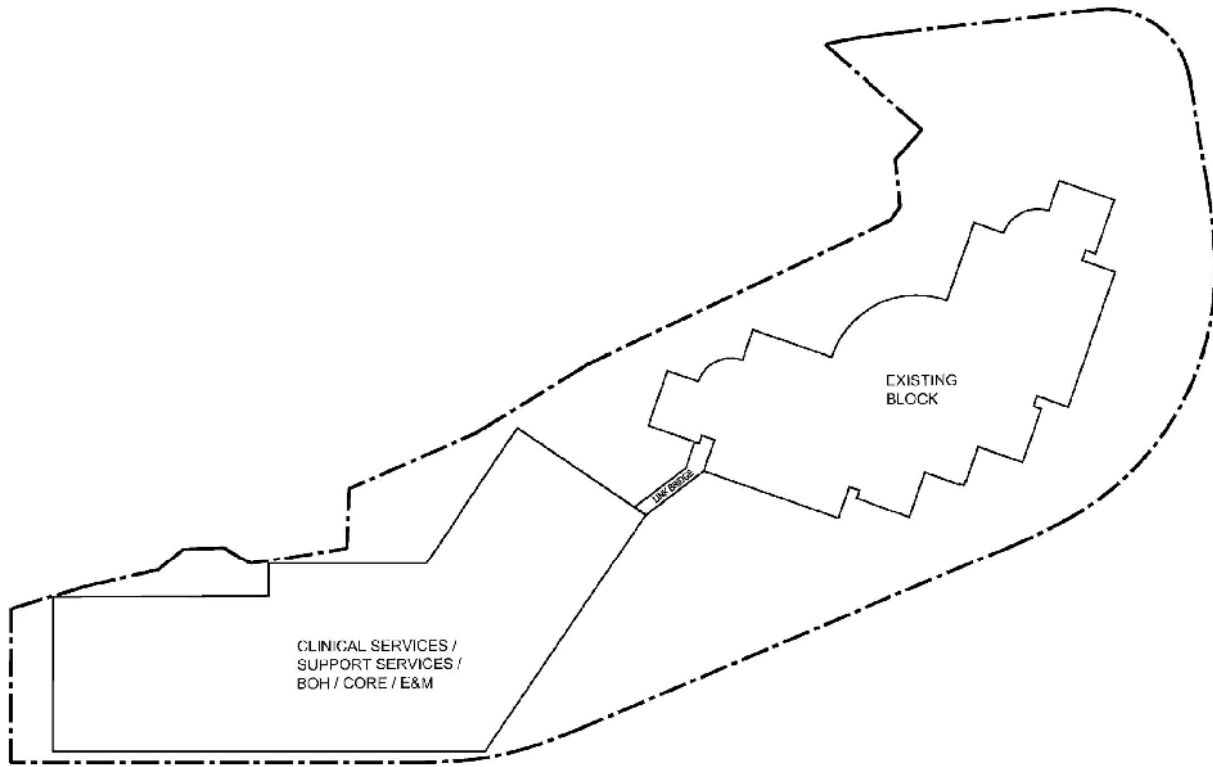 EXISTING
BLOCK
LINK BRIDGE
CLINICAL SERVICES /
SUPPORT SERVICES /
BOH / CORE / E&M